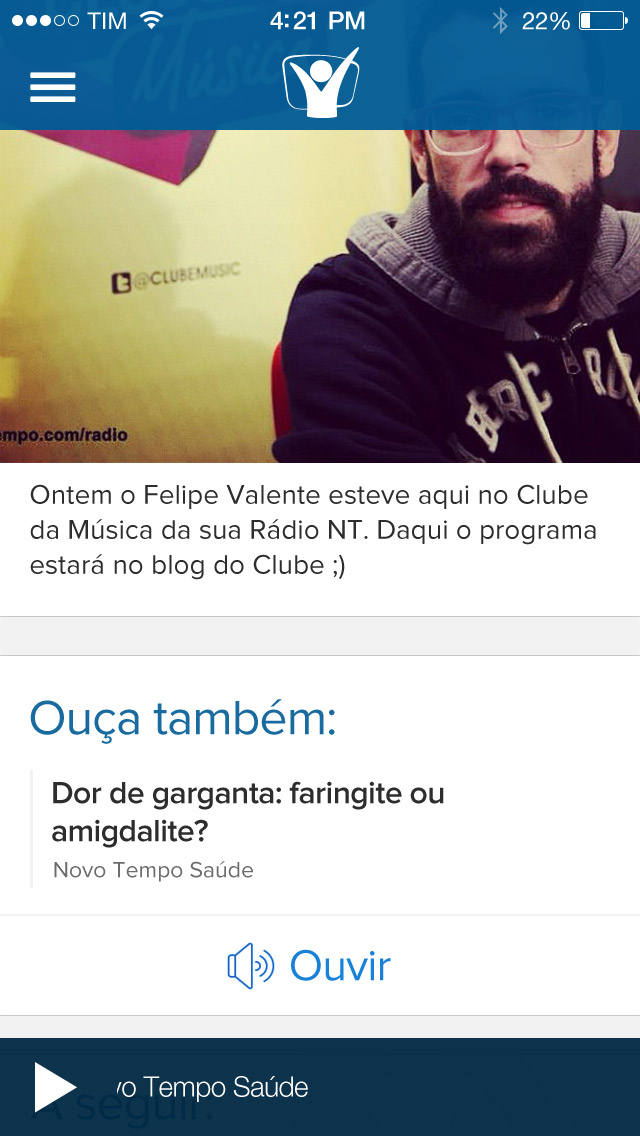 TIM 4:21 PM 22%
Música
@CLUBEMUSIC
mpo.com/radio
Ontem o Felipe Valente esteve aqui no Clube
da Música da sua Rádio NT. Daqui o programa
estará no blog do Clube ;)
Ouça também:
Dor de garganta: faringite ou
amigdalite?
Novo Tempo Saúde
Ouvir
vo Tempo Saúde
A seguir: